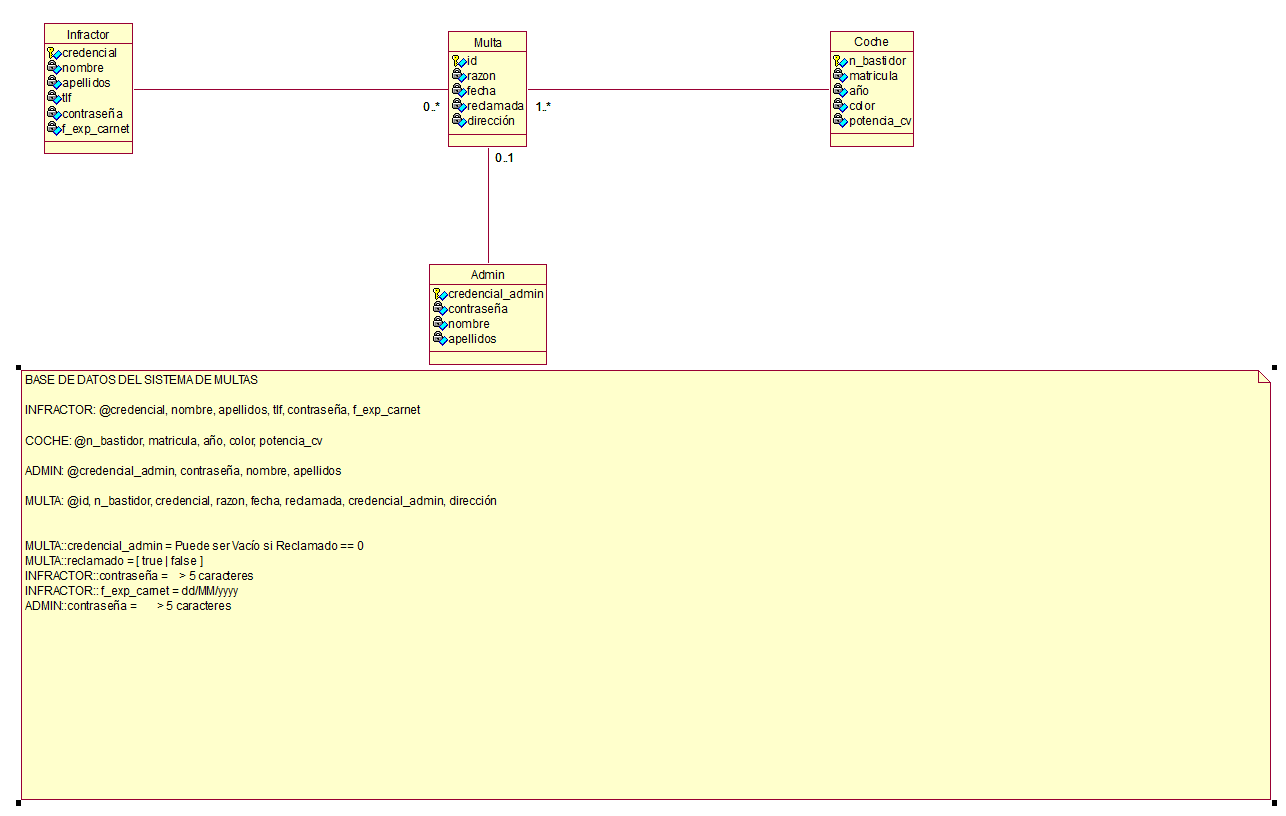 Infractor
credencial
nombre
apellidos
tlf
contraseña
f_exp_carnet
0..*
Multa
id
razon
fecha
reclamada
dirección
1..*
0..1
Coche
n_bastidor
matricula
año
color
potencia_cv
Admin
credencial_admin
contraseña
nombre
apellidos
BASE DE DATOS DEL SISTEMA DE MULTAS
INFRACTOR: @credencial, nombre, apellidos, tlf, contraseña, f_exp_carnet
COCHE: @n_bastidor, matricula, año, color, potencia_cv
ADMIN: @credencial_admin, contraseña, nombre, apellidos
MULTA: @id, n_bastidor, credencial, razon, fecha, reclamada, credencial_admin, dirección
MULTA::credencial_admin = Puede ser Vacío si Reclamado == 0
MULTA::reclamado = [ true | false ]
INFRACTOR::contraseña = > 5 caracteres
INFRACTOR:: f_exp_carnet = dd/MM/yyyy
ADMIN::contraseña = > 5 caracteres